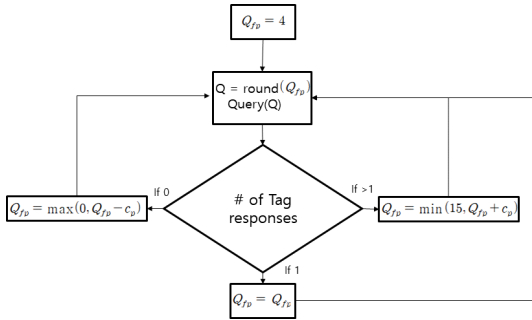 Q_fp = 4
Q = round(Q_fp)
Query(Q)
# of Tag
responses
If 0
If >1
If 1
Q_fp = max(0, Q_fp − c_p)
Q_fp = min(15, Q_fp + c_p)
Q_fp = Q_fp